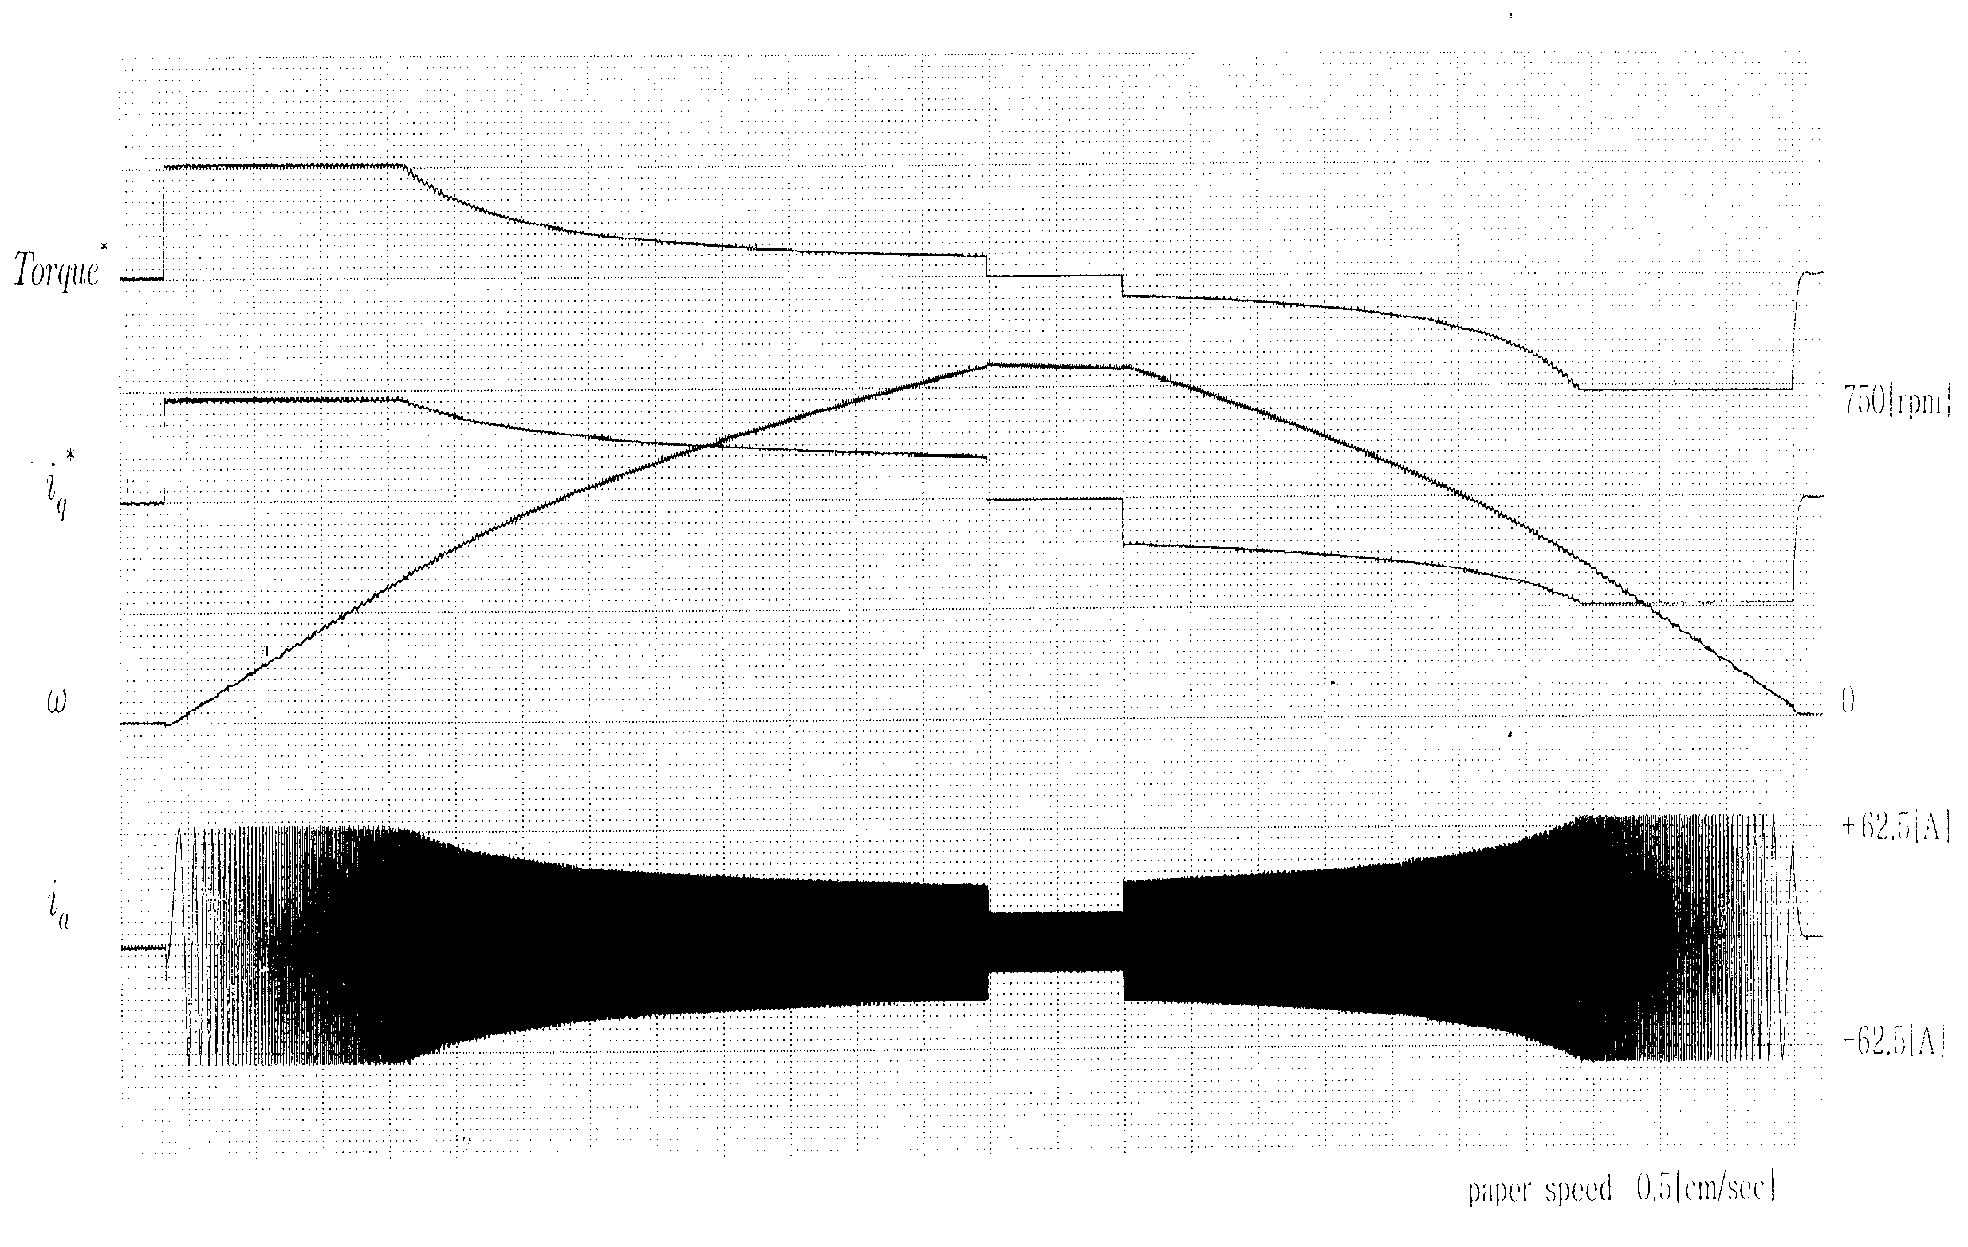 Torque*
750[rpm]
i_q*
ω
0
+62.5[A]
i_a
-62.5[A]
paper speed 0.5[cm/sec]